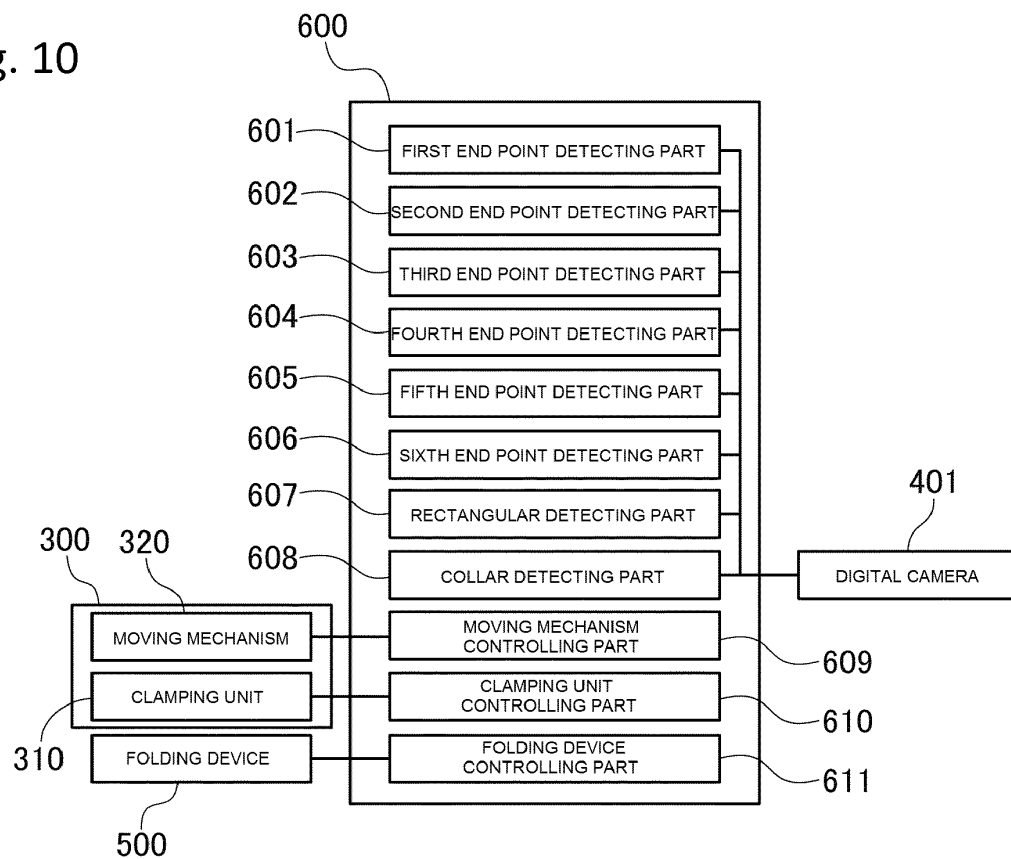 g. 10
600
601
FIRST END POINT DETECTING PART
602
SECOND END POINT DETECTING PART
603
THIRD END POINT DETECTING PART
604
FOURTH END POINT DETECTING PART
605
FIFTH END POINT DETECTING PART
606
SIXTH END POINT DETECTING PART
607
RECTANGULAR DETECTING PART
401
300
320
608
COLLAR DETECTING PART
DIGITAL CAMERA
MOVING MECHANISM
MOVING MECHANISM
CONTROLLING PART
609
CLAMPING UNIT
CLAMPING UNIT
CONTROLLING PART
610
310
FOLDING DEVICE
FOLDING DEVICE
CONTROLLING PART
611
500